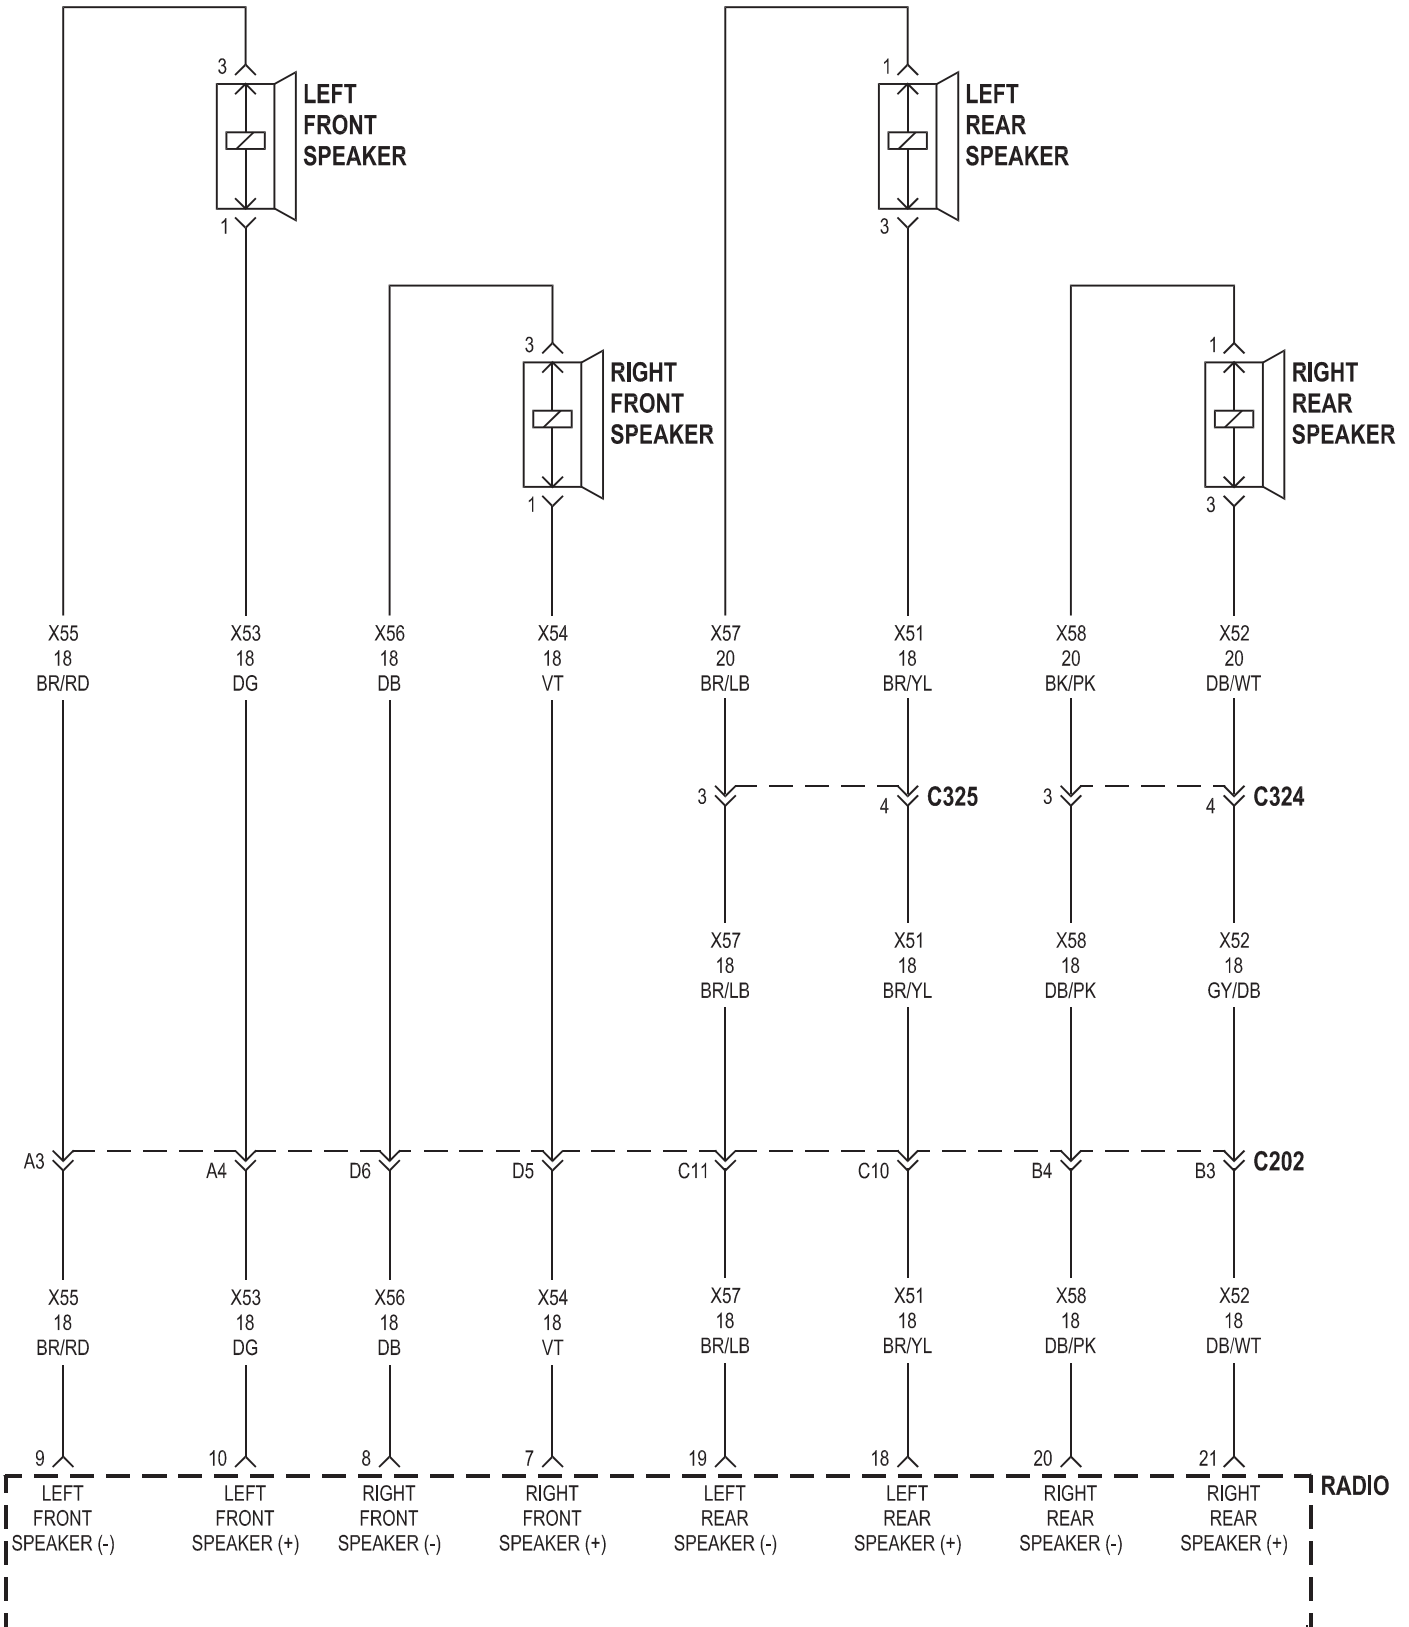 3
LEFT
FRONT
SPEAKER
1
1
LEFT
REAR
SPEAKER
3
3
RIGHT
FRONT
SPEAKER
1
1
RIGHT
REAR
SPEAKER
3
X55 X53 X56 X54 X57 X51 X58 X52
18 18 18 18 20 18 20 20
BR/RD DG DB VT BR/LB BR/YL BK/PK DB/WT
3 4 C325 3 4 C324
X57 X51 X58 X52
18 18 18 18
BR/LB BR/YL DB/PK GY/DB
A3 A4 D6 D5 C11 C10 B4 B3 C202
X55 X53 X56 X54 X57 X51 X58 X52
18 18 18 18 18 18 18 18
BR/RD DG DB VT BR/LB BR/YL DB/PK DB/WT
9 10 8 7 19 18 20 21
RADIO
LEFT LEFT RIGHT RIGHT LEFT LEFT RIGHT RIGHT
FRONT FRONT FRONT FRONT REAR REAR REAR REAR
SPEAKER (-) SPEAKER (+) SPEAKER (-) SPEAKER (+) SPEAKER (-) SPEAKER (+) SPEAKER (-) SPEAKER (+)